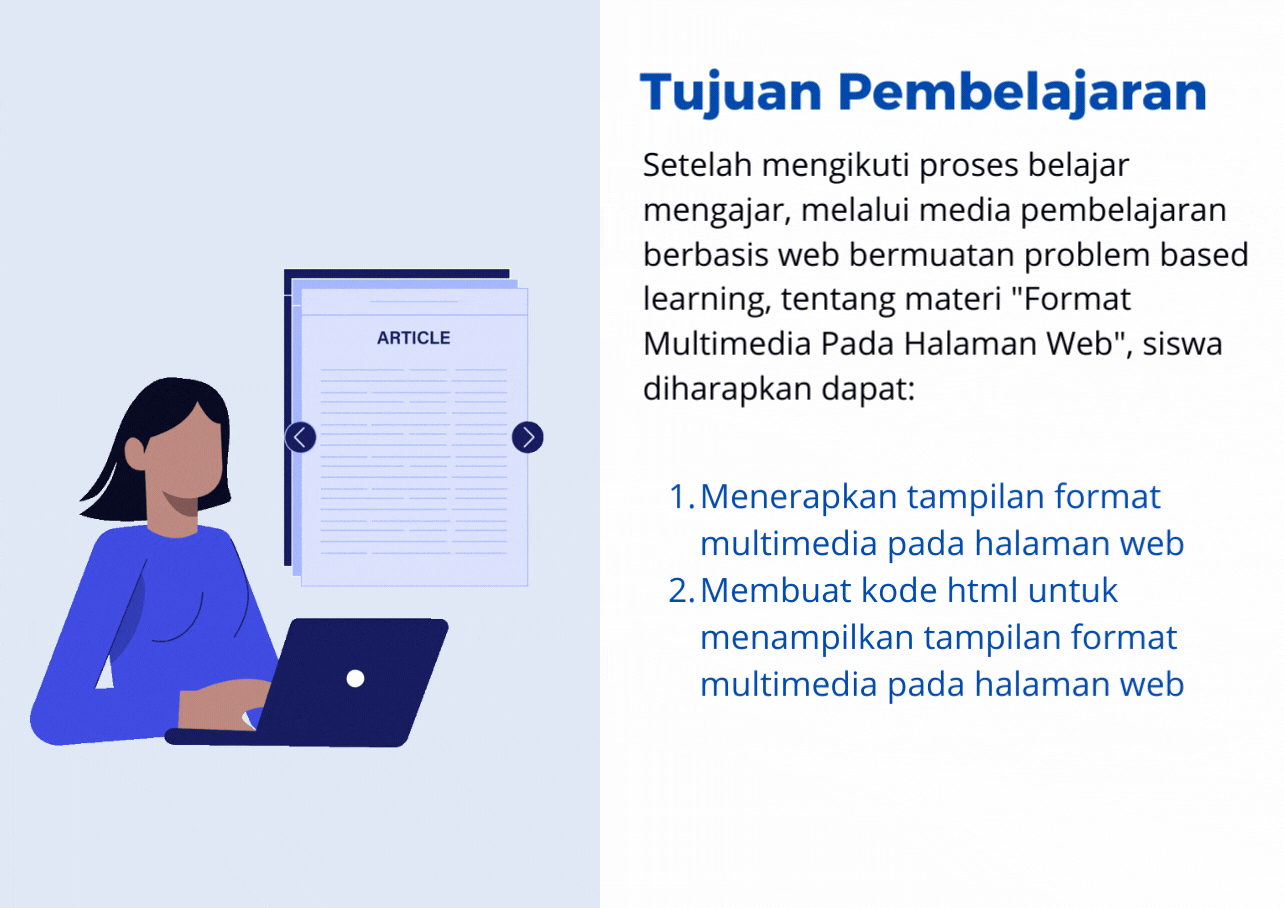 Tujuan Pembelajaran
Setelah mengikuti proses belajar
mengajar, melalui media pembelajaran
berbasis web bermuatan problem based
learning, tentang materi "Format
Multimedia Pada Halaman Web", siswa
diharapkan dapat:
ARTICLE
1. Menerapkan tampilan format
multimedia pada halaman web
2. Membuat kode html untuk
menampilkan tampilan format
multimedia pada halaman web